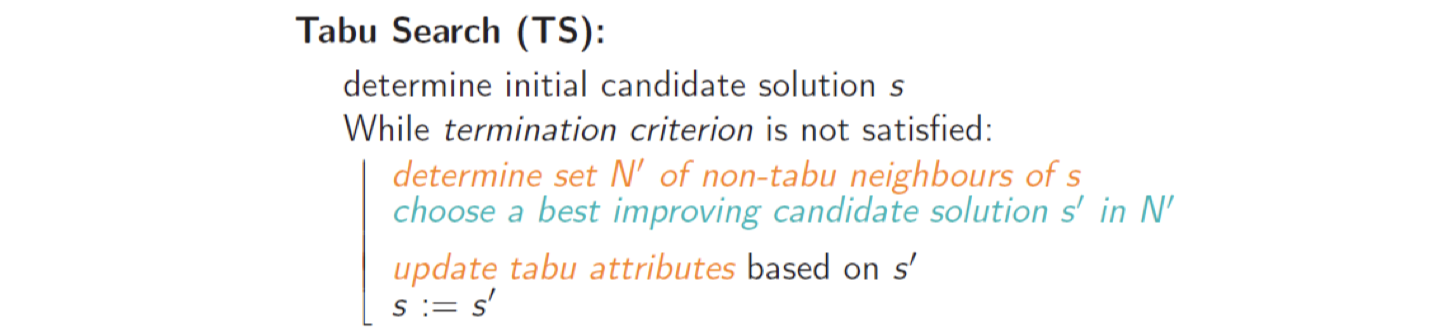 Tabu Search (TS):
determine initial candidate solution s
While termination criterion is not satisfied:
determine set N′ of non-tabu neighbours of s
choose a best improving candidate solution s′ in N′
update tabu attributes based on s′
s := s′